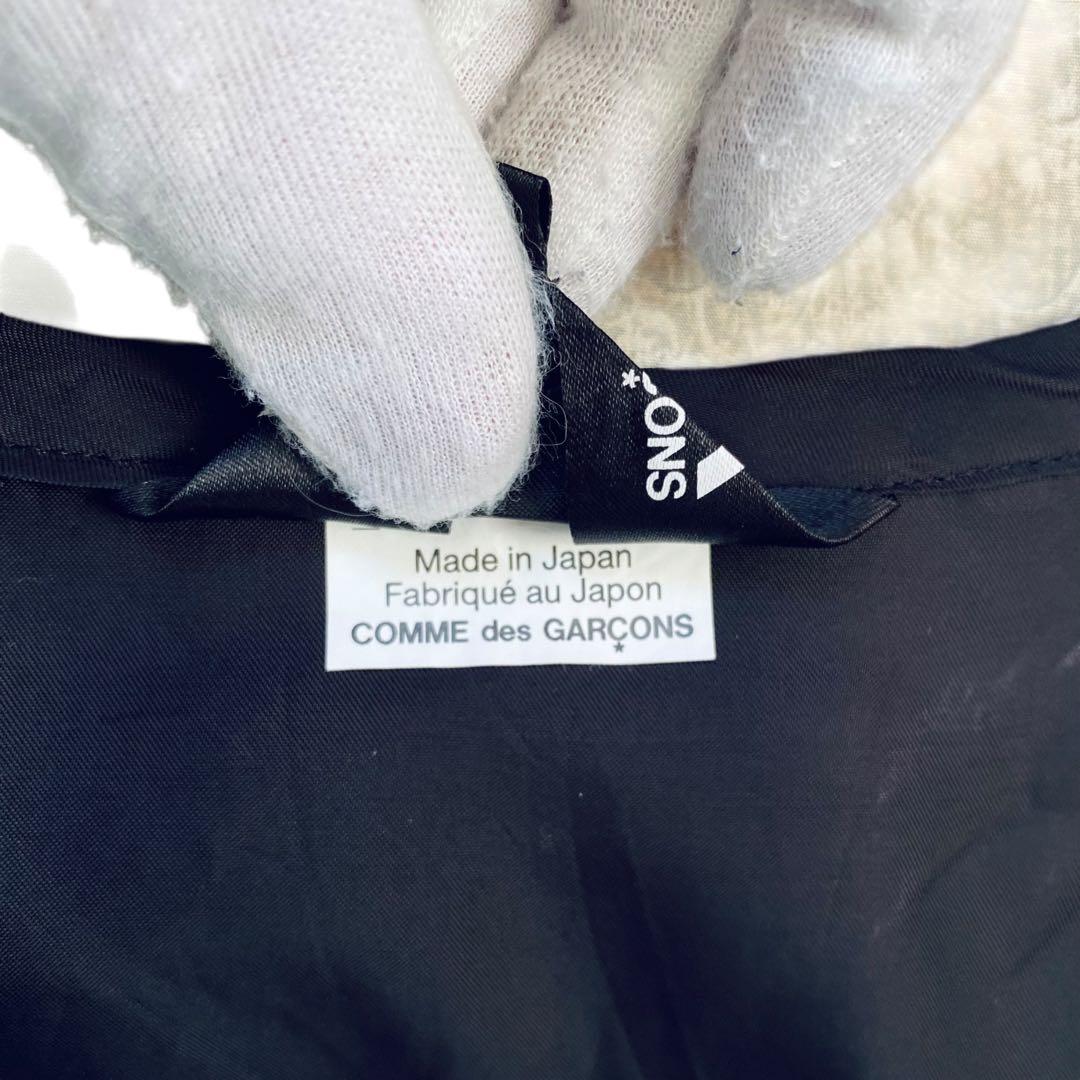 ONS
Made in Japan
Fabriqué au Japon
COMME des GARÇONS